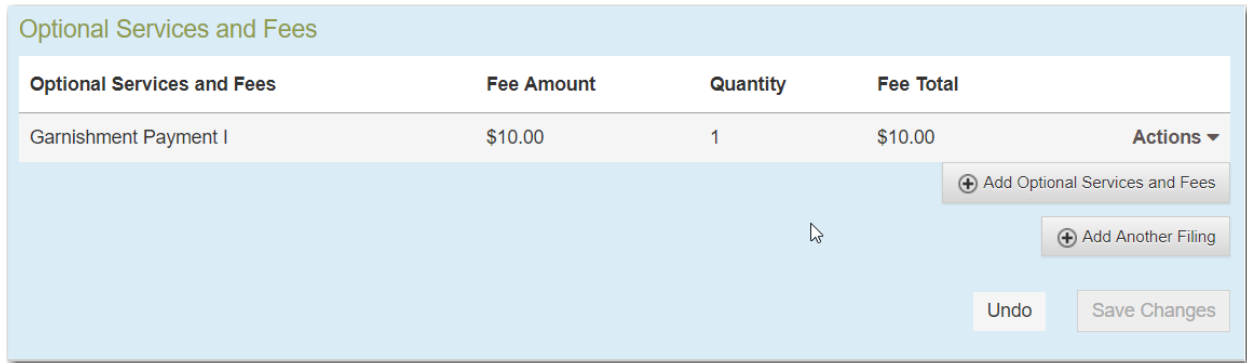 Optional Services and Fees
Optional Services and Fees Fee Amount Quantity Fee Total
Garnishment Payment I $10.00 1 $10.00 Actions
Add Optional Services and Fees
Add Another Filing
Undo Save Changes